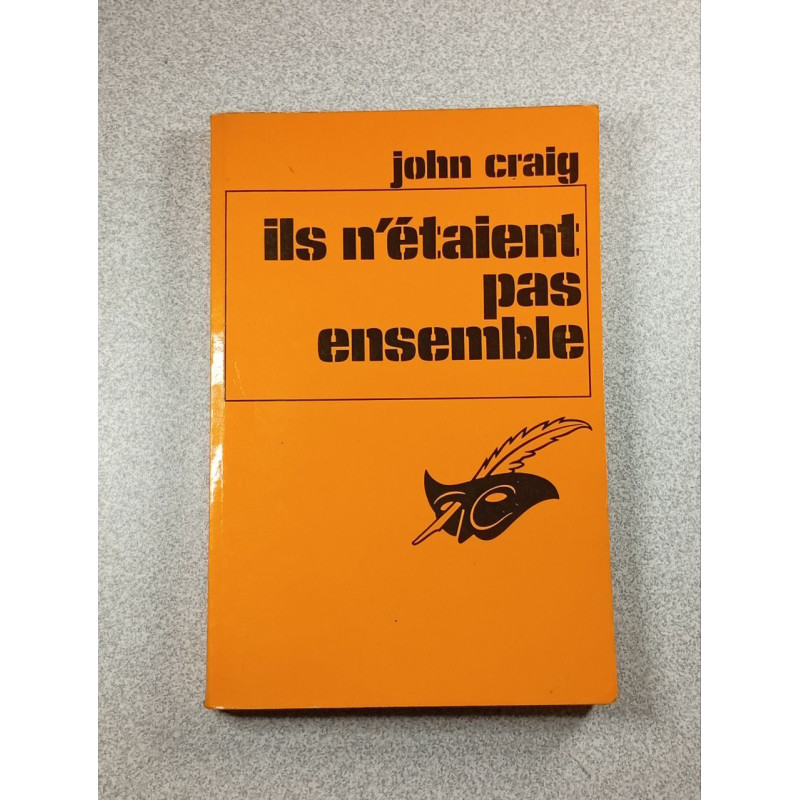 john craig
ils n'étaient
pas
ensemble